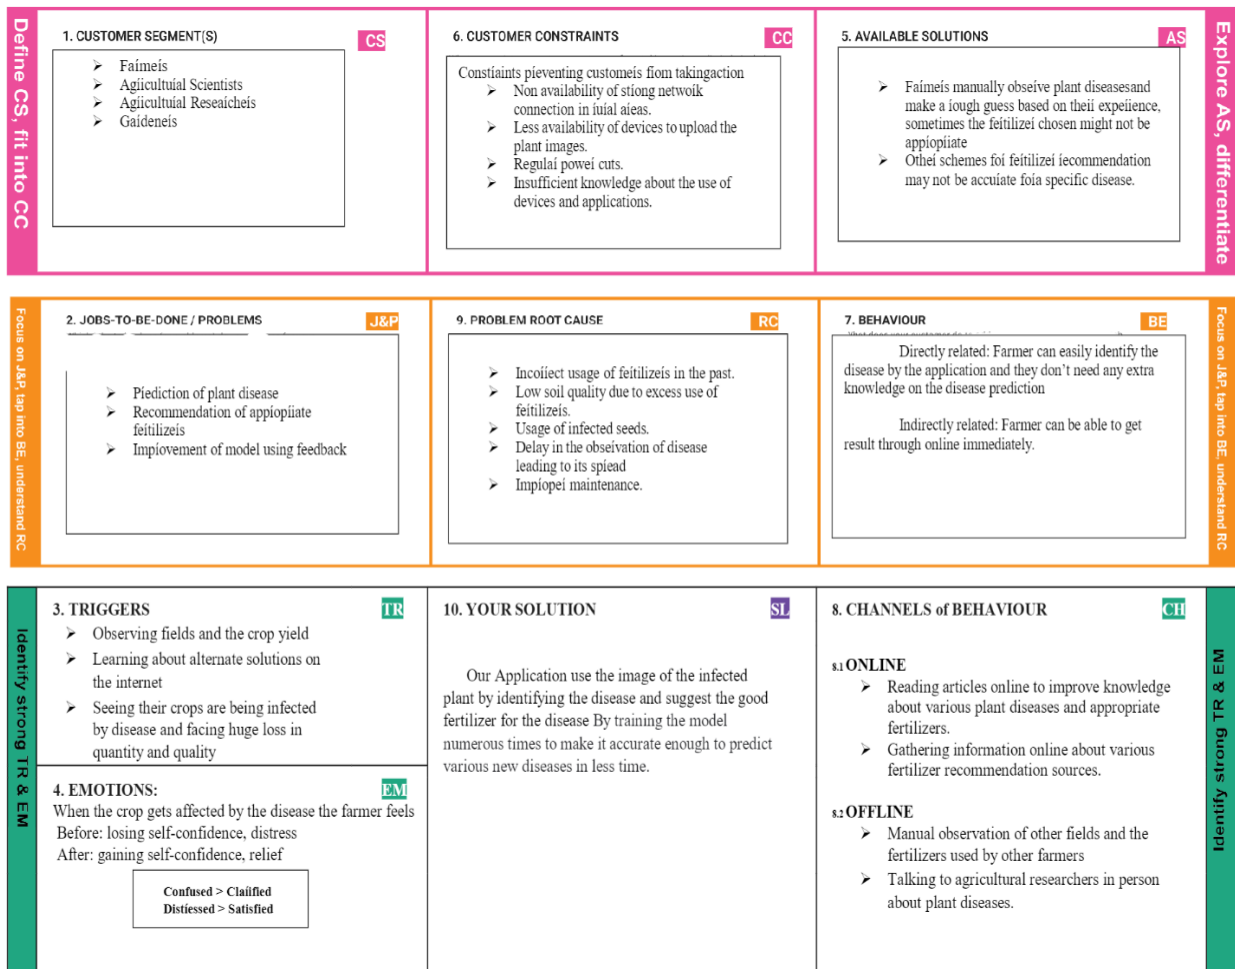 Define CS, fit into CC
1. CUSTOMER SEGMENT(S)
CS
➢ Faímeís
➢ Agíicultuíal Scientists
➢ Agíicultuíal Reseaícheís
➢ Gaídeneís
6. CUSTOMER CONSTRAINTS
CC
Constíaints píeventing customeís fíom takingaction
➢ Non availability of stíong netwoík
connection in íuíal aíeas.
➢ Less availability of devices to upload the
plant images.
➢ Regulaí poweí cuts.
➢ Insufficient knowledge about the use of
devices and applications.
5. AVAILABLE SOLUTIONS
AS
➢ Faímeís manually obseíve plant diseasesand
make a íough guess based on theií expeíience,
sometimes the feítilizeí chosen might not be
appíopíiate
➢ Otheí schemes foí feítilizeí íecommendation
may not be accuíate foía specific disease.
Explore AS, differentiate
Focus on J&P, tap into BE, understand RC
2. JOBS-TO-BE-DONE / PROBLEMS
J&P
➢ Píediction of plant disease
➢ Recommendation of appíopíiate
feítilizeís
➢ Impíovement of model using feedback
9. PROBLEM ROOT CAUSE
RC
➢ Incoííect usage of feítilizeís in the past.
➢ Low soil quality due to excess use of
feítilizeís.
➢ Usage of infected seeds.
➢ Delay in the obseívation of disease
leading to its spíead
➢ Impíopeí maintenance.
7. BEHAVIOUR
BE
Directly related: Farmer can easily identify the
disease by the application and they don’t need any extra
knowledge on the disease prediction
Indirectly related: Farmer can be able to get
result through online immediately.
Focus on J&P, tap into BE, understand RC
Identify strong TR & EM
3. TRIGGERS
TR
➢ Observing fields and the crop yield
➢ Learning about alternate solutions on
the internet
➢ Seeing their crops are being infected
by disease and facing huge loss in
quantity and quality
4. EMOTIONS:
EM
When the crop gets affected by the disease the farmer feels
Before: losing self-confidence, distress
After: gaining self-confidence, relief
Confused > Claíified
Distíessed > Satisfied
10. YOUR SOLUTION
SL
Our Application use the image of the infected
plant by identifying the disease and suggest the good
fertilizer for the disease By training the model
numerous times to make it accurate enough to predict
various new diseases in less time.
8. CHANNELS of BEHAVIOUR
CH
8.1 ONLINE
➢ Reading articles online to improve knowledge
about various plant diseases and appropriate
fertilizers.
➢ Gathering information online about various
fertilizer recommendation sources.
8.2 OFFLINE
➢ Manual observation of other fields and the
fertilizers used by other farmers
➢ Talking to agricultural researchers in person
about plant diseases.
Identify strong TR & EM